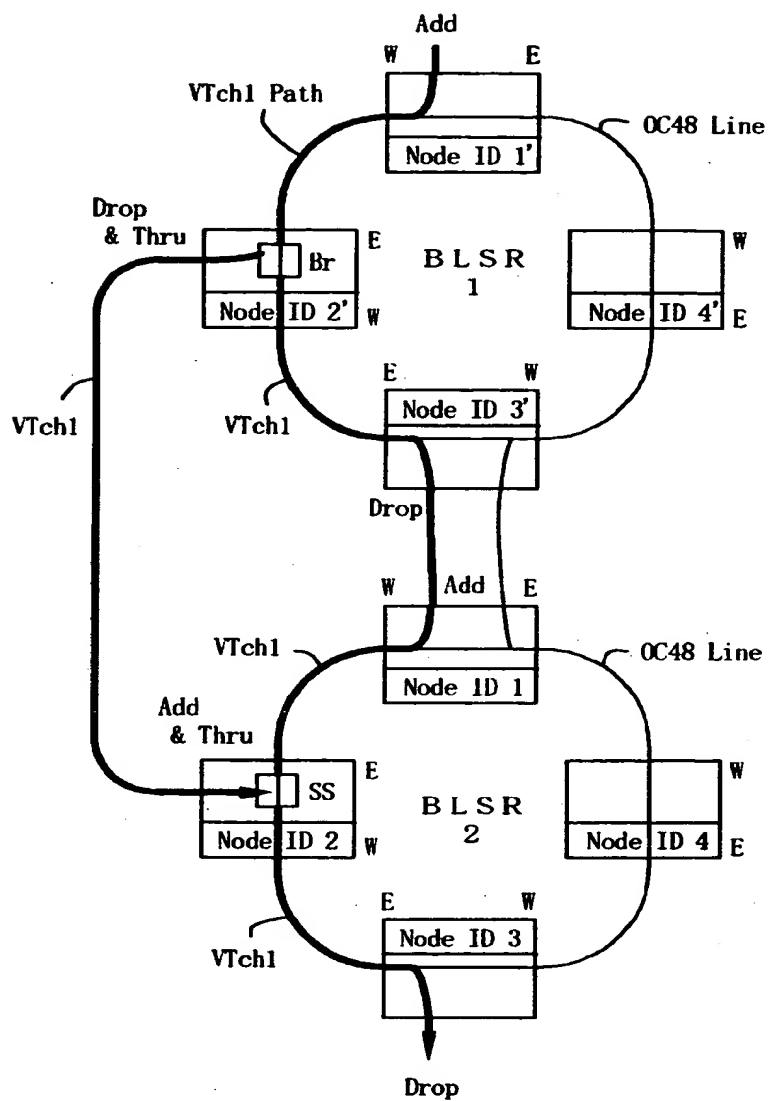 Add
W E
VTch1 Path
OC48 Line
Node ID 1'
Drop
& Thru
E
Br
Node ID 2'
W
BLSR
1
W
Node ID 4'
E
VTch1
VTch1
E W
Node ID 3'
Drop
W Add E
VTch1
OC48 Line
Node ID 1
Add
& Thru
E
SS
Node ID 2
W
BLSR
2
W
Node ID 4
E
VTch1
E W
Node ID 3
Drop